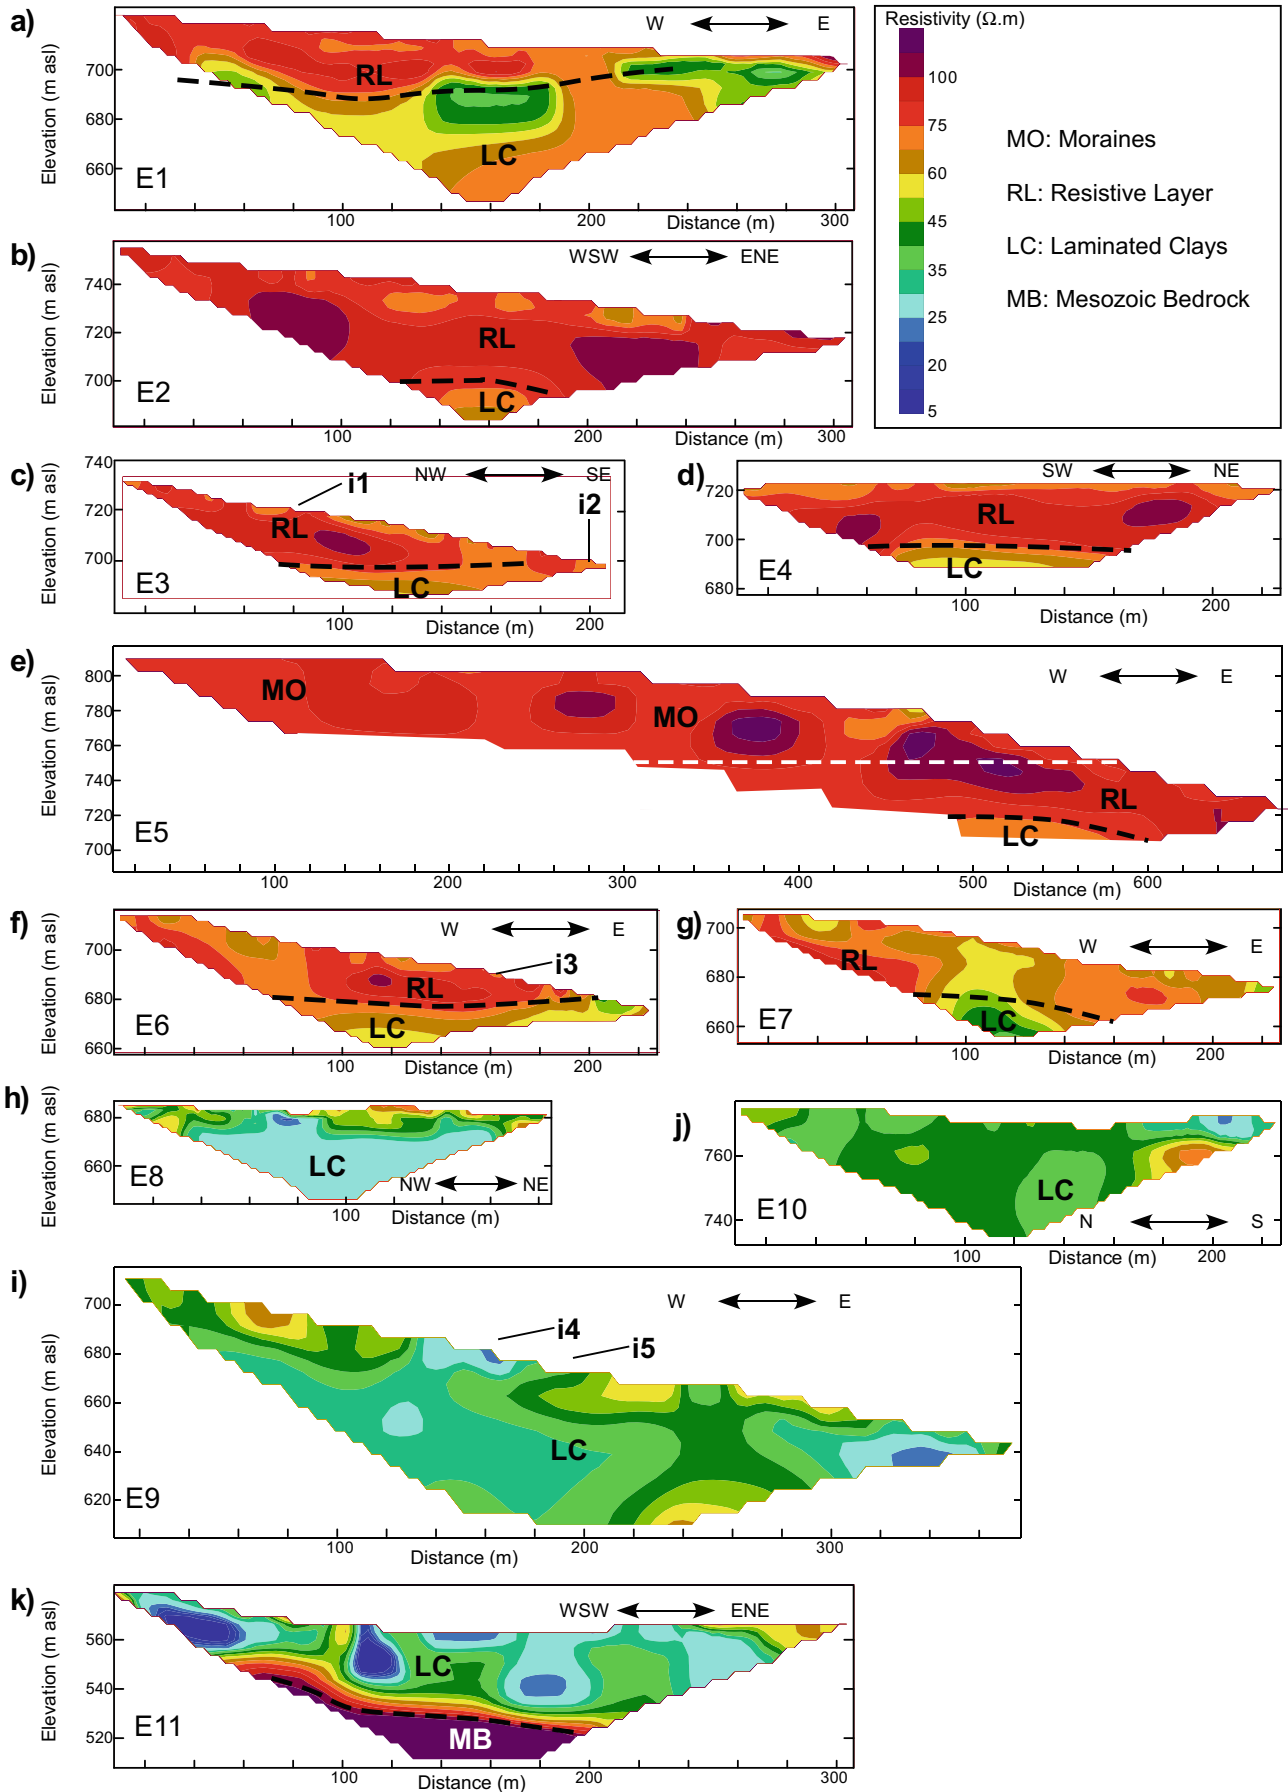 a)
Elevation (m asl)
700
680
660
W E
RL
LC
E1
100 200 300
Distance (m)
Resistivity (Ω.m)
100
75
60
45
35
25
20
5
MO: Moraines
RL: Resistive Layer
LC: Laminated Clays
MB: Mesozoic Bedrock
b)
Elevation (m asl)
740
720
700
WSW ENE
RL
LC
E2
100 200 300
Distance (m)
c)
Elevation (m asl)
740
720
700
NW SE
i1
i2
RL
LC
E3
100 200
Distance (m)
d)
720
700
680
SW NE
RL
LC
E4
100 200
Distance (m)
e)
Elevation (m asl)
800
780
760
740
720
700
W E
MO
MO
RL
LC
E5
100 200 300 400 500 600
Distance (m)
f)
Elevation (m asl)
700
680
660
W E
i3
RL
LC
E6
100 200
Distance (m)
g)
700
680
660
W E
RL
LC
E7
100 200
Distance (m)
h)
Elevation (m asl)
680
660
LC
E8
NW NE
100
Distance (m)
j)
760
740
LC
E10
N S
100 200
Distance (m)
i)
Elevation (m asl)
700
680
660
640
620
W E
i4
i5
LC
E9
100 200 300
Distance (m)
k)
Elevation (m asl)
560
540
520
WSW ENE
LC
MB
E11
100 200 300
Distance (m)